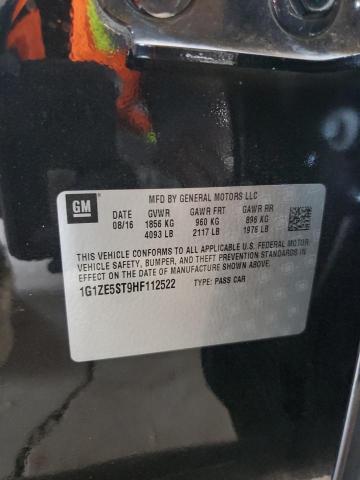 GM
MFD BY GENERAL MOTORS LLC
DATE GVWR GAWR FRT GAWR RR
08/16 1856 KG 960 KG 896 KG
4093 LB 2117 LB 1976 LB
THIS VEHICLE CONFORMS TO ALL APPLICABLE U.S. FEDERAL MOTOR
VEHICLE SAFETY, BUMPER, AND THEFT PREVENTION STANDARDS IN
EFFECT ON THE DATE OF MANUFACTURE SHOWN ABOVE.
1G1ZE5ST9HF112522 TYPE: PASS CAR